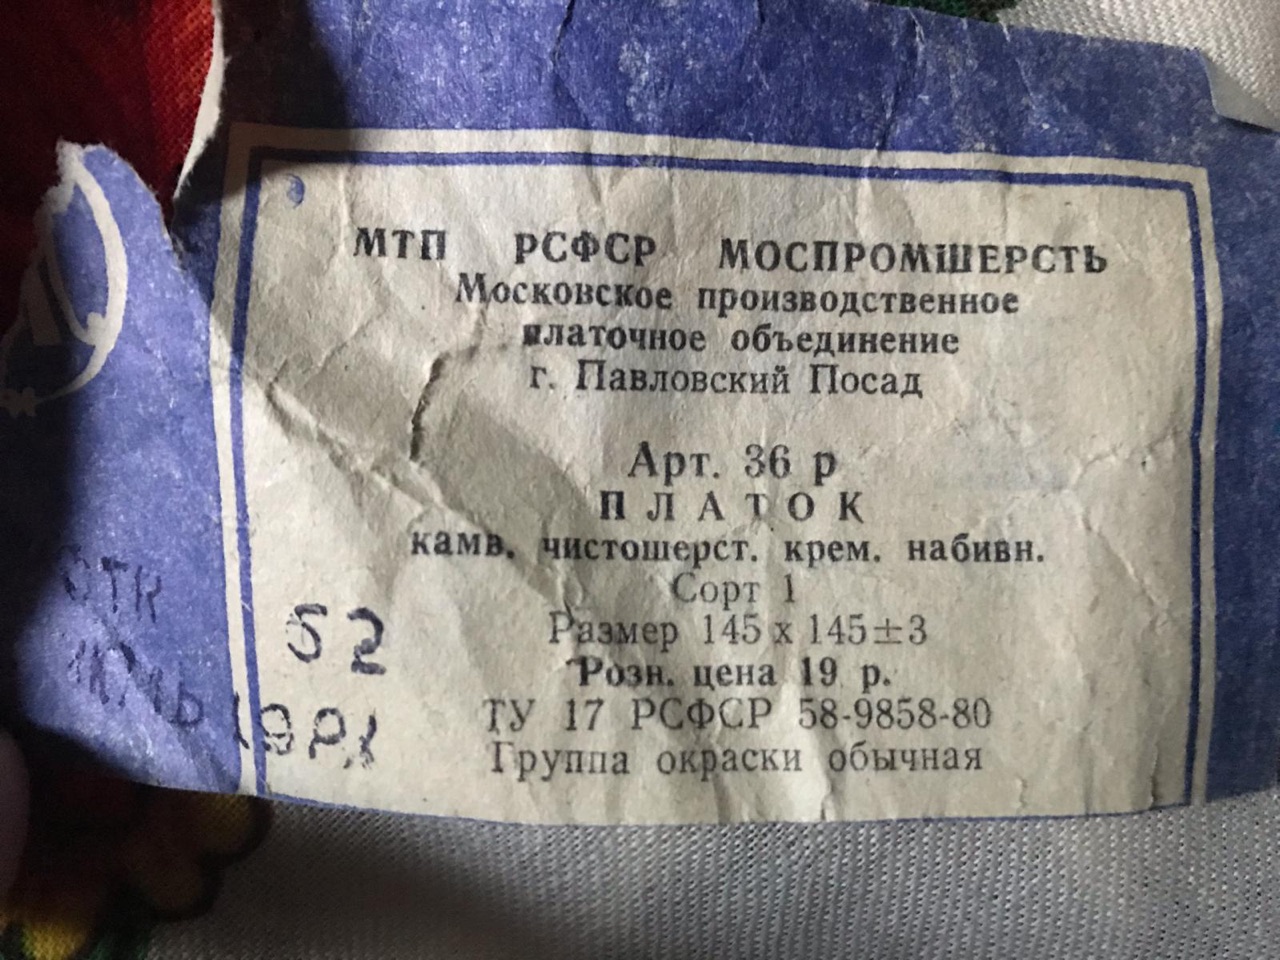 МТП РСФСР МОСПРОМШЕРСТЬ
Московское производственное
платочное объединение
г. Павловский Посад
Арт. 36 р
ПЛАТОК
камв. чистошерст. крем. набивн.
Сорт 1
Размер 145 х 145±3
Розн. цена 19 р.
ТУ 17 РСФСР 58-9858-80
Группа окраски обычная
ОТК
52